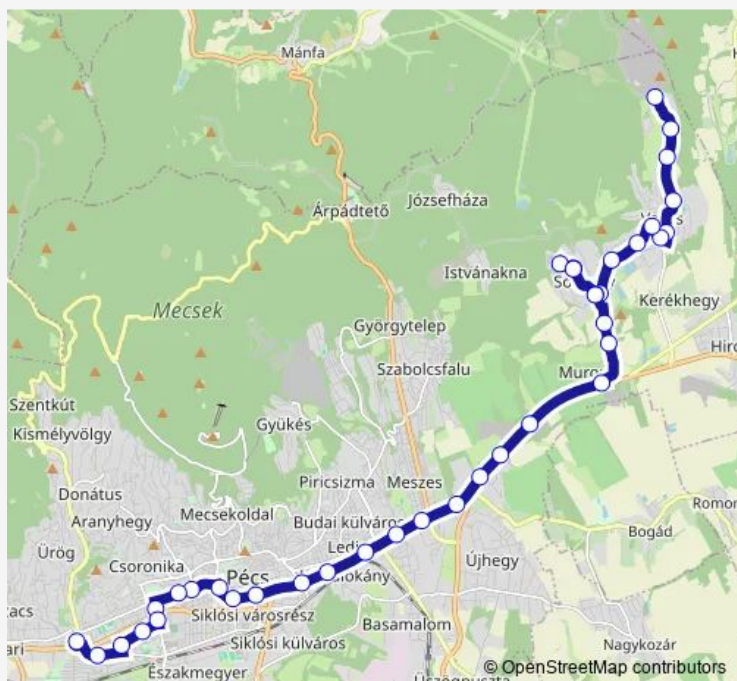 Mánfa
Árpádtető
Józsefháza
Istvánakna
Kerékhegy
Mecsek
Györgytelep
Szabolcsfalu
Szentkút
Kismélyvölgy
Gyükés
Donátus
Piricsizma
Meszes
Aranyhegy
Mecsekoldal
Budai külváros
Bogád
Ürög
Csoronika
Pécs
Újhegy
Siklósi városrész
Siklósi külváros
Basamalom
Nagykozár
Északmegyer
© OpenStreetMap contributors